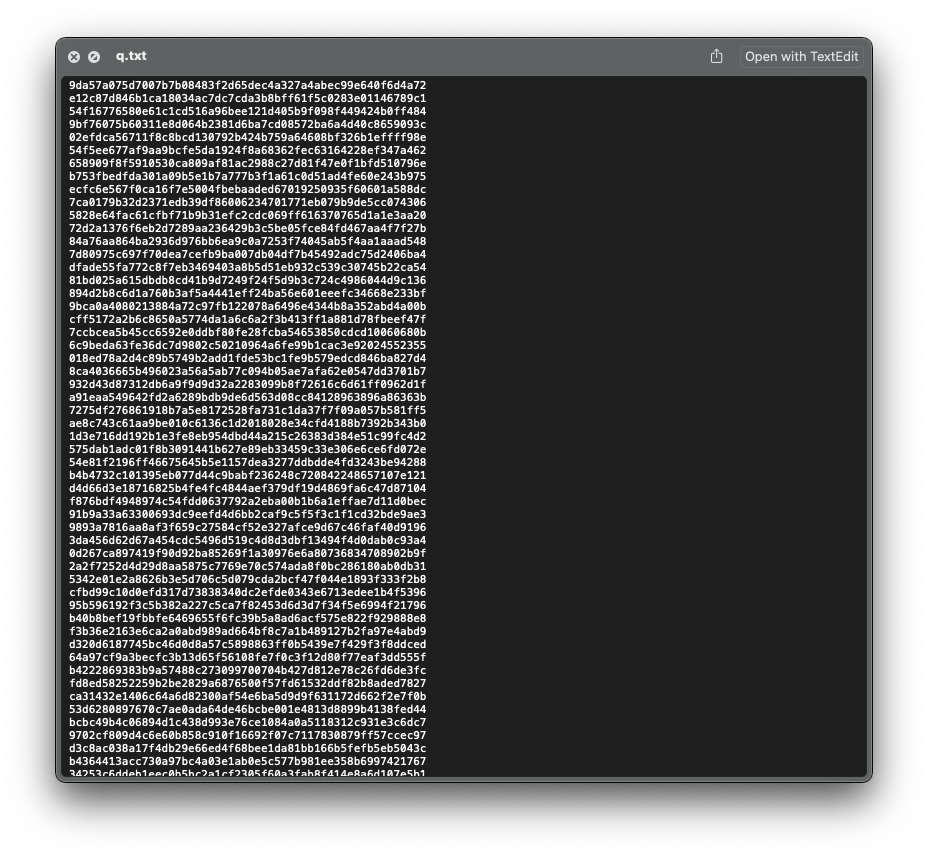 q.txt
Open with TextEdit
9da57a075d7007b7b08483f2d65dec4a327a4abec99e640f6d4a72
e12c87d846b1ca18034ac7dc7cda3b8bff61f5c0283e01146789c1
54f16776580e61c1cd516a96bee121d405b9f098f449424b0ff484
9bf76075b60311e8d064b2381d6ba7cd08572ba6a4d40c8659093c
02efdca56711f8c8bcd130792b424b759a64608bf326b1effff98e
54f5ee677af9aa9bcfe5da1924f8a68362fec63164228ef347a462
658909f8f5910530ca809af81ac2988c27d81f47e0f1bfd510796e
b753fbedfda301a09b5e1b7a777b3f1a61c0d51ad4fe60e243b975
ecfc6e567f0ca16f7e5004fbebaaded67019250935f60601a588dc
7ca0179b32d2371edb39df86006234701771eb079b9de5cc074306
5828e64fac61cfbf71b9b31efc2cdc069ff616370765d1a1e3aa20
72d2a1376f6eb2d7289aa236429b3c5be05fce84fd467aa4f7f27b
84a76aa864ba2936d976bb6ea9c0a7253f74045ab5f4aa1aaad548
7d80975c697f70dea7cefb9ba007db04df7b45492adc75d2406ba4
dfade55fa772c8f7eb3469403a8b5d51eb932c539c30745b22ca54
81bd025a615dbdb8cd41b9d7249f24f5d9b3c724c4986044d9c136
894d2b8c6d1a760b3af5a4441eff24ba56e601eeefc34668e233bf
9bca0a4080213884a72c97fb122078a6496e4344b8a352abd4a00b
cff5172a2b6c8650a5774da1a6c6a2f3b413ff1a881d78fbeef47f
7ccbcea5b45cc6592e0ddbf80fe28fcba54653850cdcd10060680b
6c9beda63fe36dc7d9802c50210964a6fe99b1cac3e92024552355
018ed78a2d4c89b5749b2add1fde53bc1fe9b579edcd846ba827d4
8ca4036665b496023a56a5ab77c094b05ae7afa62e0547dd3701b7
932d43d87312db6a9f9d9d32a2283099b8f72616c6d61ff0962d1f
a91eaa549642fd2a6289bdb9de6d563d08cc84128963896a86363b
7275df276861918b7a5e8172528fa731c1da37f7f09a057b581ff5
ae8c743c61aa9be010c6136c1d2018028e34cfd4188b7392b343b0
1d3e716dd192b1e3fe8eb954dbd44a215c26383d384e51c99fc4d2
575dab1adc01f8b3091441b627e89eb33459c33e306e6ce6fd072e
54e81f2196ff46675645b5e1157dea3277ddbdde4fd3243be94288
b4b4732c101395eb077d44c9babf236248c720842248657107e121
d4d66d3e18716825b4fe4fc4844aef379df19d4869fa6c47d87104
f876bdf4948974c54fdd0637792a2eba00b1b6a1effae7d11d0bec
91b9a33a63300693dc9eefd4d6bb2caf9c5f5f3c1f1cd32bde9ae3
9893a7816aa8af3f659c27584cf52e327afce9d67c46faf40d9196
3da456d62d67a454cdc5496d519c4d8d3dbf13494f4d0dab0c93a4
0d267ca897419f90d92ba85269f1a30976e6a80736834708902b9f
2a2f7252d4d29d8aa5875c7769e70c574ada8f0bc286180ab0db31
5342e01e2a8626b3e5d706c5d079cda2bcf47f044e1893f333f2b8
cfbd99c10d0efd317d73838340dc2efde0343e6713edee1b4f5396
95b596192f3c5b382a227c5ca7f82453d6d3d7f34f5e6994f21796
b40b8bef19fbbfe6469655f6fc39b5a8ad6acf575e822f929888e8
f3b36e2163e6ca2a0abd989ad664bf8c7a1b489127b2fa97e4abd9
d320d6187745bc46d0d8a57c5898863ff0b5439e7f429f3f8ddced
64a97cf9a3becfc3b13d65f56108fe7f0c3f12d80f77eaf3dd555f
b4222869383b9a57488c273099700704b427d812e78c26fd6de3fc
fd8ed58252259b2be2829a6876500f57fd61532ddf82b8aded7827
ca31432e1406c64a6d82300af54e6ba5d9d9f631172d662f2e7f0b
53d6280897670c7ae0ada64de46bcbe001e4813d8899b4138fed44
bcbc49b4c06894d1c438d993e76ce1084a0a5118312c931e3c6dc7
9702cf809d4c6e60b858c910f16692f07c7117830879ff57ccec97
d3c8ac038a17f4db29e66ed4f68bee1da81bb166b5fefb5eb5043c
b4364413acc730a97bc4a03e1ab0e5c577b981ee358b6997421767
34253c6ddeb1eec0b5bc2a1cf2305f60a3fab8f414e8a6d107e5b1